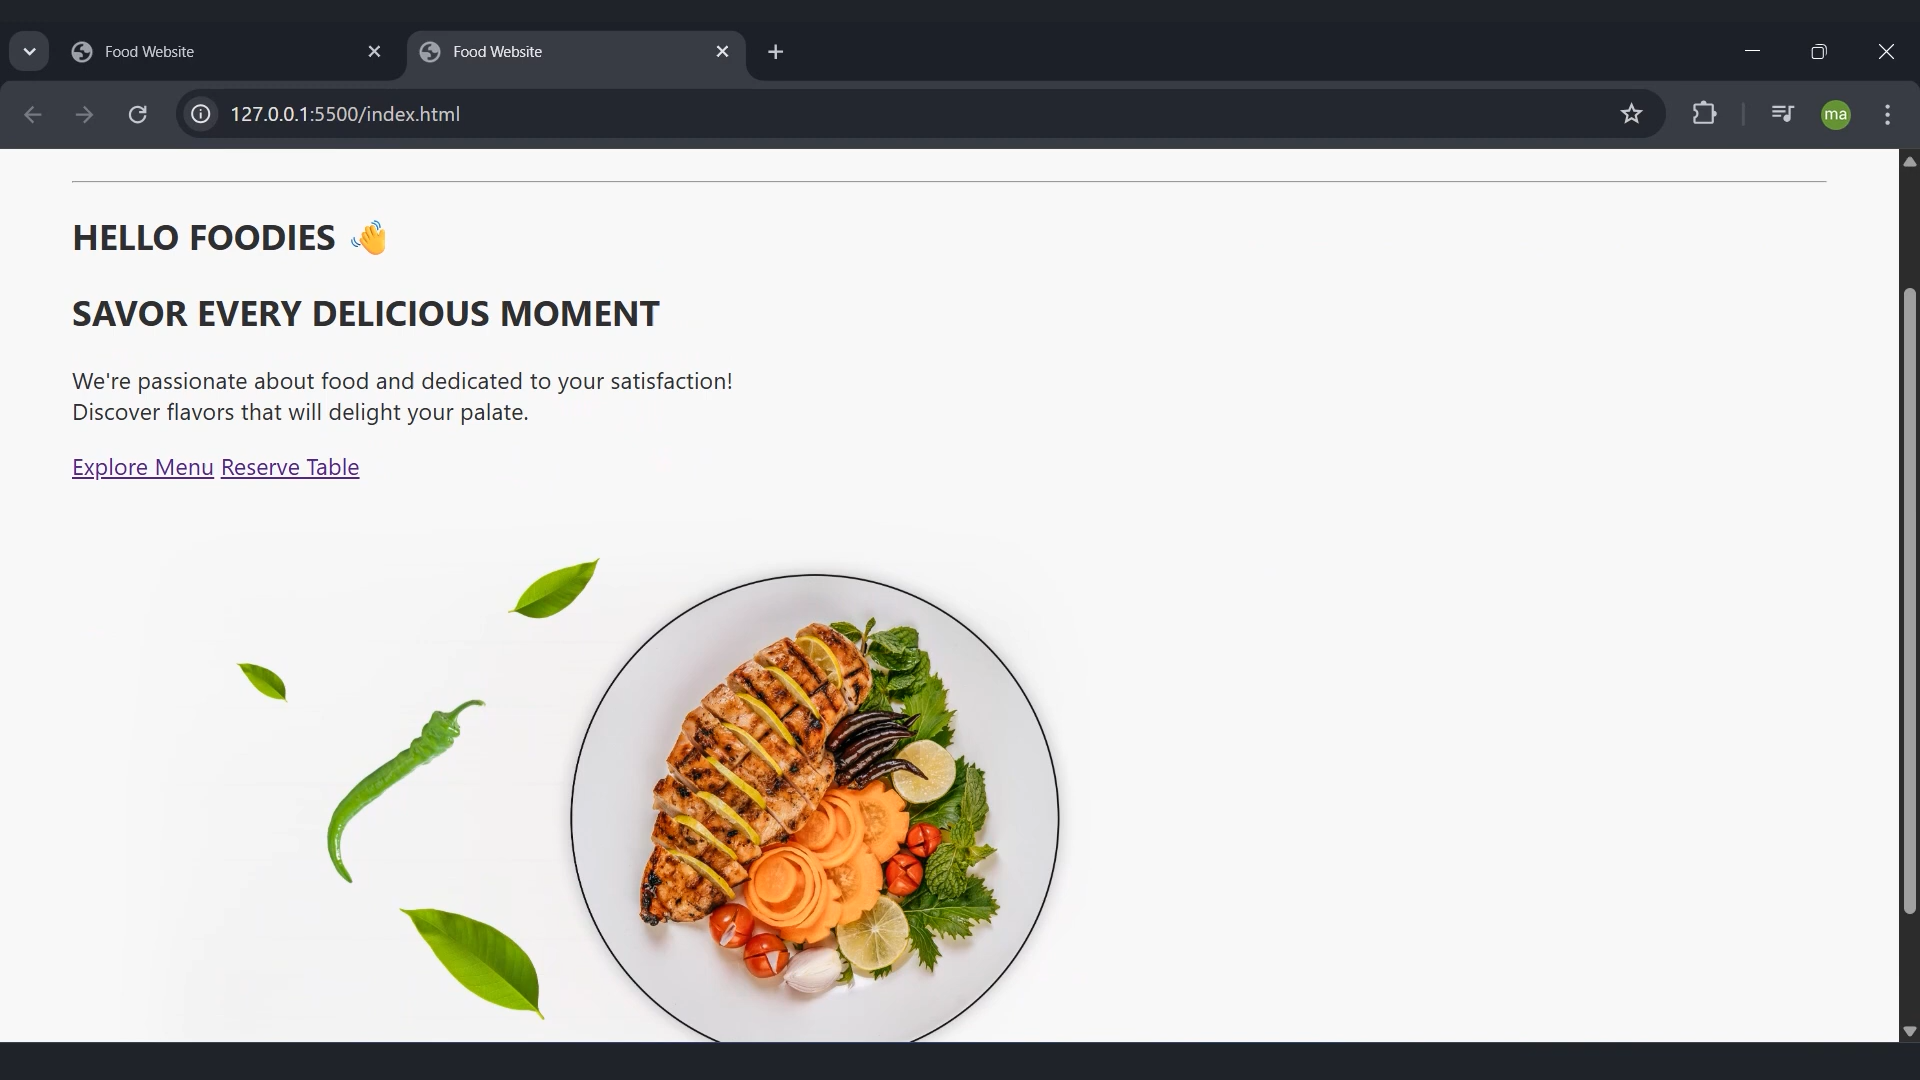 Food Website
Food Website
127.0.0.1:5500/index.html
ma
HELLO FOODIES 👋
SAVOR EVERY DELICIOUS MOMENT
We're passionate about food and dedicated to your satisfaction!
Discover flavors that will delight your palate.
Explore Menu Reserve Table